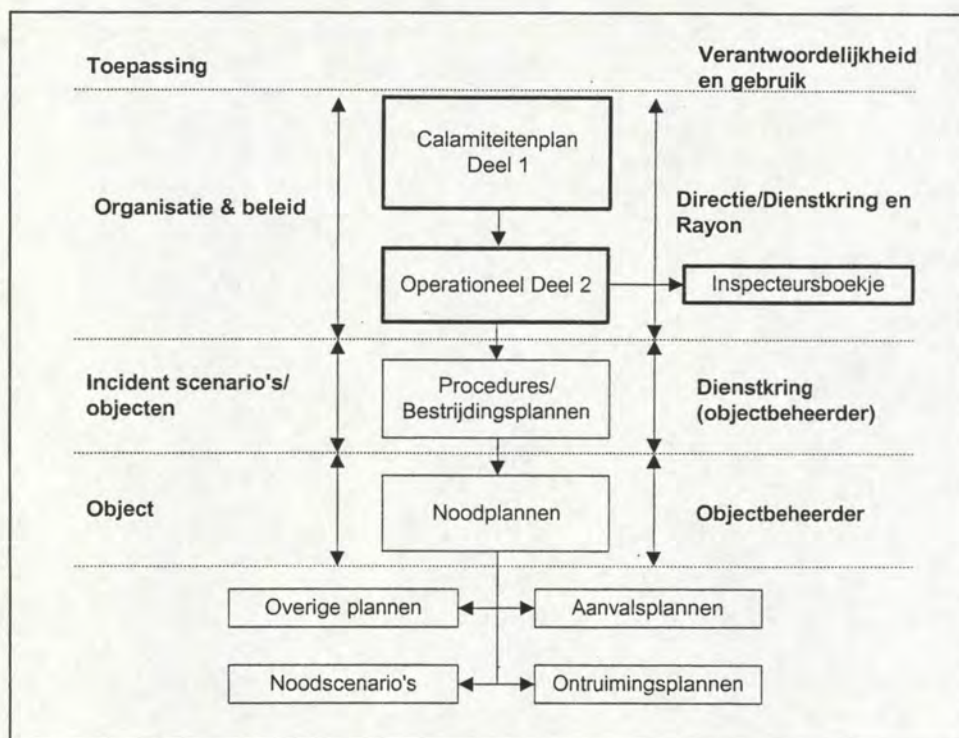 Toepassing
Verantwoordelijkheid
en gebruik
Calamiteitenplan
Deel 1
Organisatie & beleid
Directie/Dienstkring en
Rayon
Operationeel Deel 2
Inspecteursboekje
Incident scenario's/
objecten
Procedures/
Bestrijdingsplannen
Dienstkring
(objectbeheerder)
Object
Noodplannen
Objectbeheerder
Overige plannen
Aanvalsplannen
Noodscenario's
Ontruimingsplannen